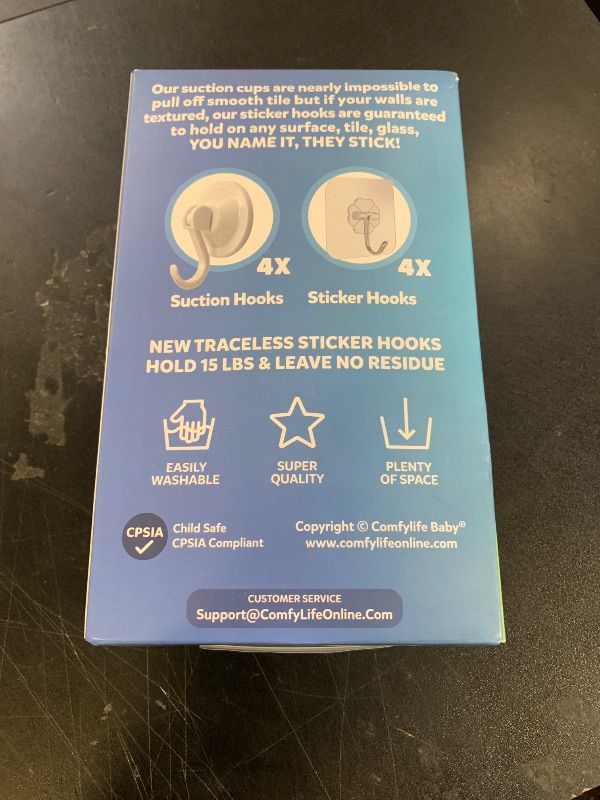 Our suction cups are nearly impossible to
pull off smooth tile but if your walls are
textured, our sticker hooks are guaranteed
to hold on any surface, tile, glass,
YOU NAME IT, THEY STICK!
4X
4X
Suction Hooks
Sticker Hooks
NEW TRACELESS STICKER HOOKS
HOLD 15 LBS & LEAVE NO RESIDUE
EASILY
WASHABLE
SUPER
QUALITY
PLENTY
OF SPACE
CPSIA
Child Safe
CPSIA Compliant
Copyright © Comfylife Baby®
www.comfylifeonline.com
CUSTOMER SERVICE
Support@ComfyLifeOnline.Com